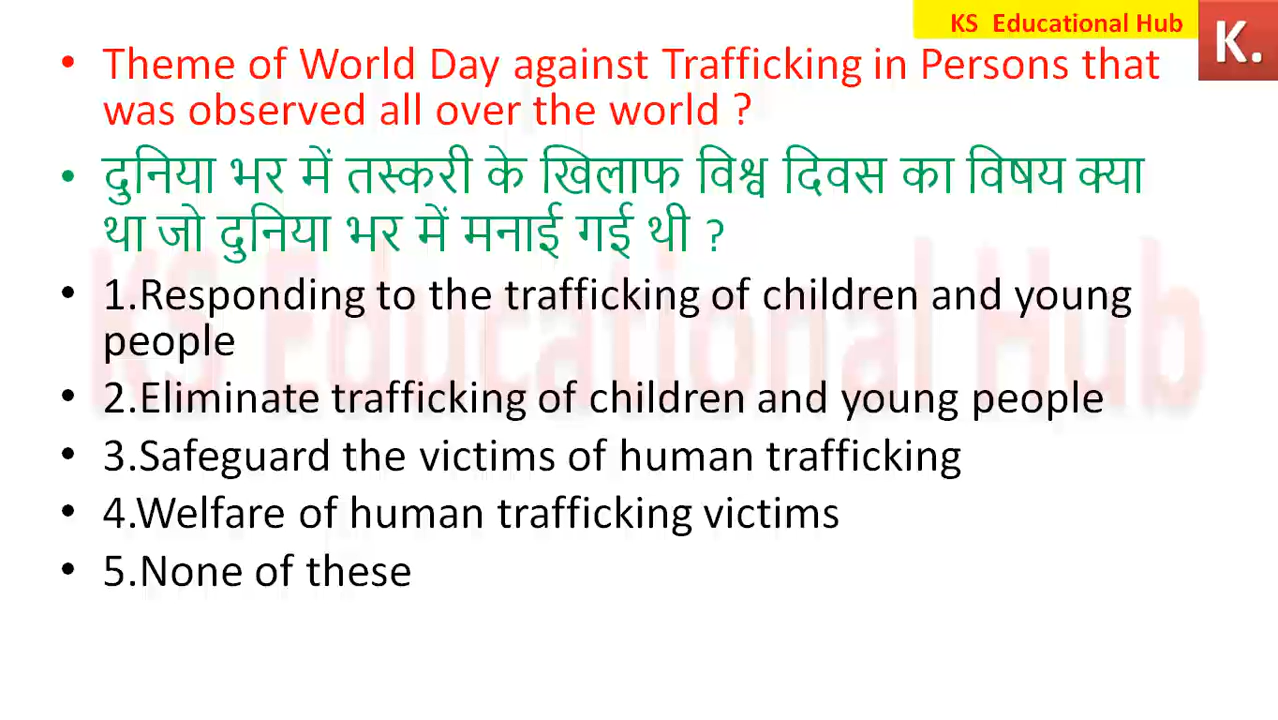 KS Educational Hub
K.
• Theme of World Day against Trafficking in Persons that
was observed all over the world ?
• दुनिया भर में तस्करी के खिलाफ विश्व दिवस का विषय क्या
था जो दुनिया भर में मनाई गई थी ?
• 1.Responding to the trafficking of children and young
people
• 2.Eliminate trafficking of children and young people
• 3.Safeguard the victims of human trafficking
• 4.Welfare of human trafficking victims
• 5.None of these
KS Educational Hub